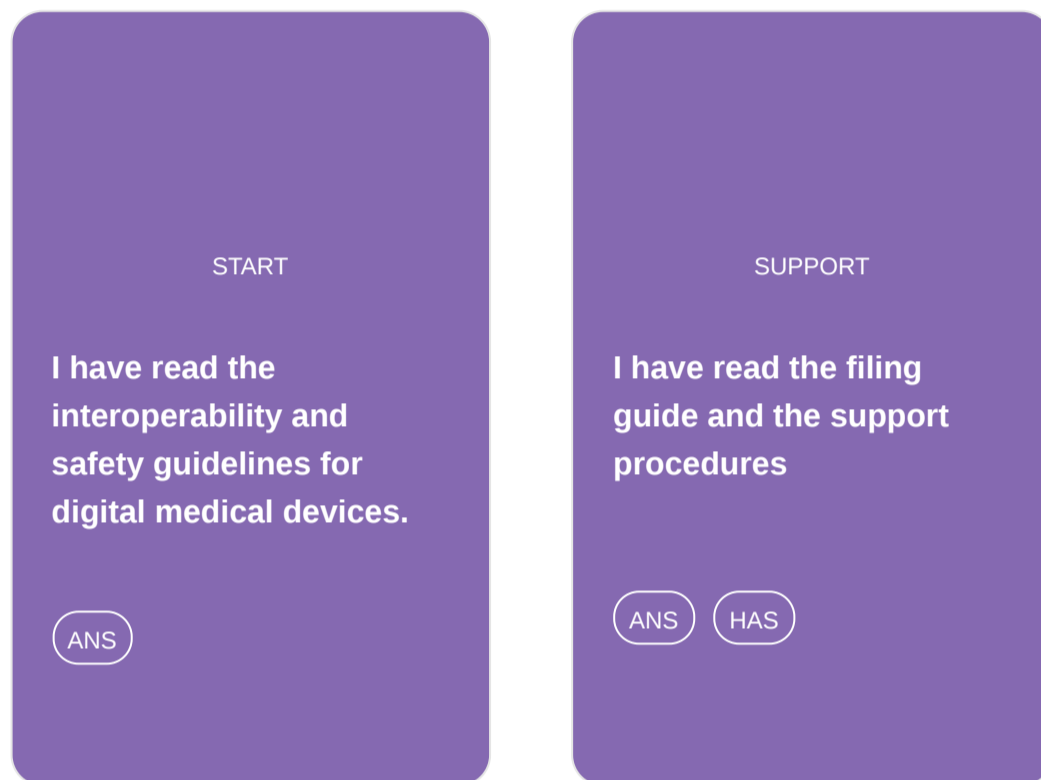 START
I have read the
interoperability and
safety guidelines for
digital medical devices.
ANS
SUPPORT
I have read the filing
guide and the support
procedures
ANS HAS